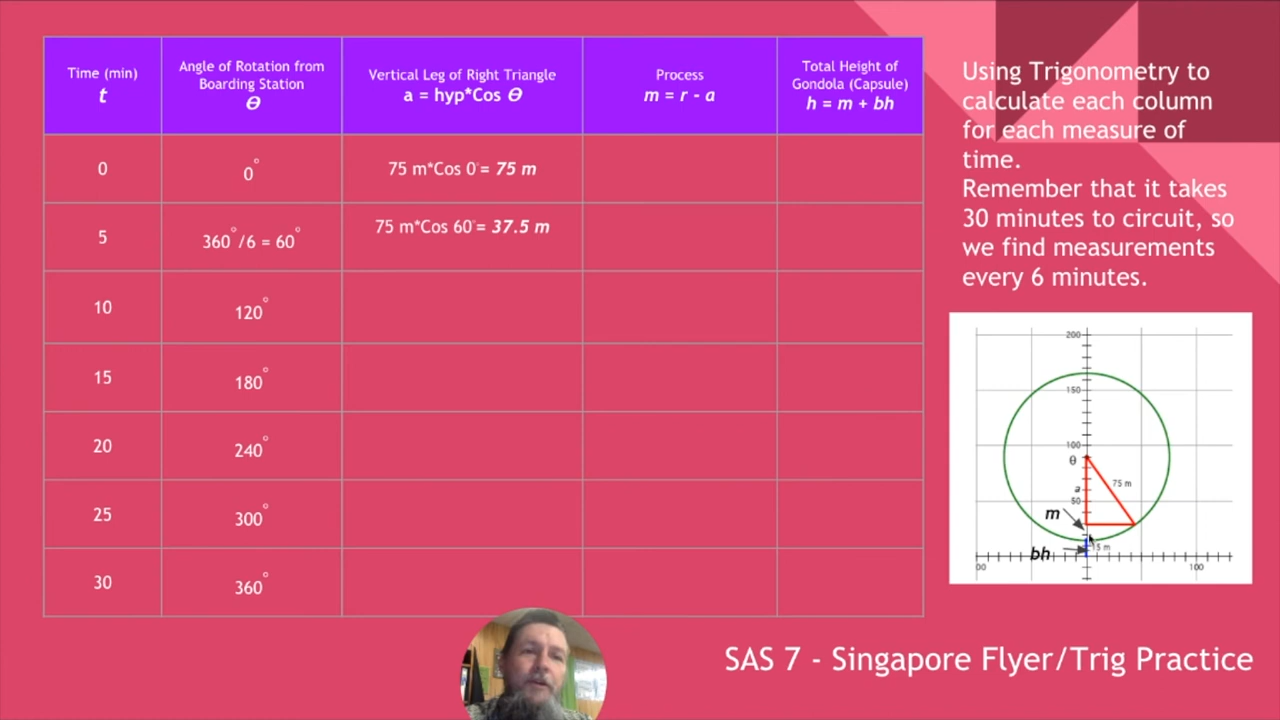 Time (min)
t
Angle of Rotation from
Boarding Station
Ɵ
Vertical Leg of Right Triangle
a = hyp*Cos Ɵ
Process
m = r - a
Total Height of
Gondola (Capsule)
h = m + bh
0
0°
75 m*Cos 0°= 75 m
5
360°/6 = 60°
75 m*Cos 60°= 37.5 m
10
120°
15
180°
20
240°
25
300°
30
360°
Using Trigonometry to
calculate each column
for each measure of
time.
Remember that it takes
30 minutes to circuit, so
we find measurements
every 6 minutes.
200
150
100
θ
75 m
a
50
m
15 m
bh
00
100
SAS 7 - Singapore Flyer/Trig Practice